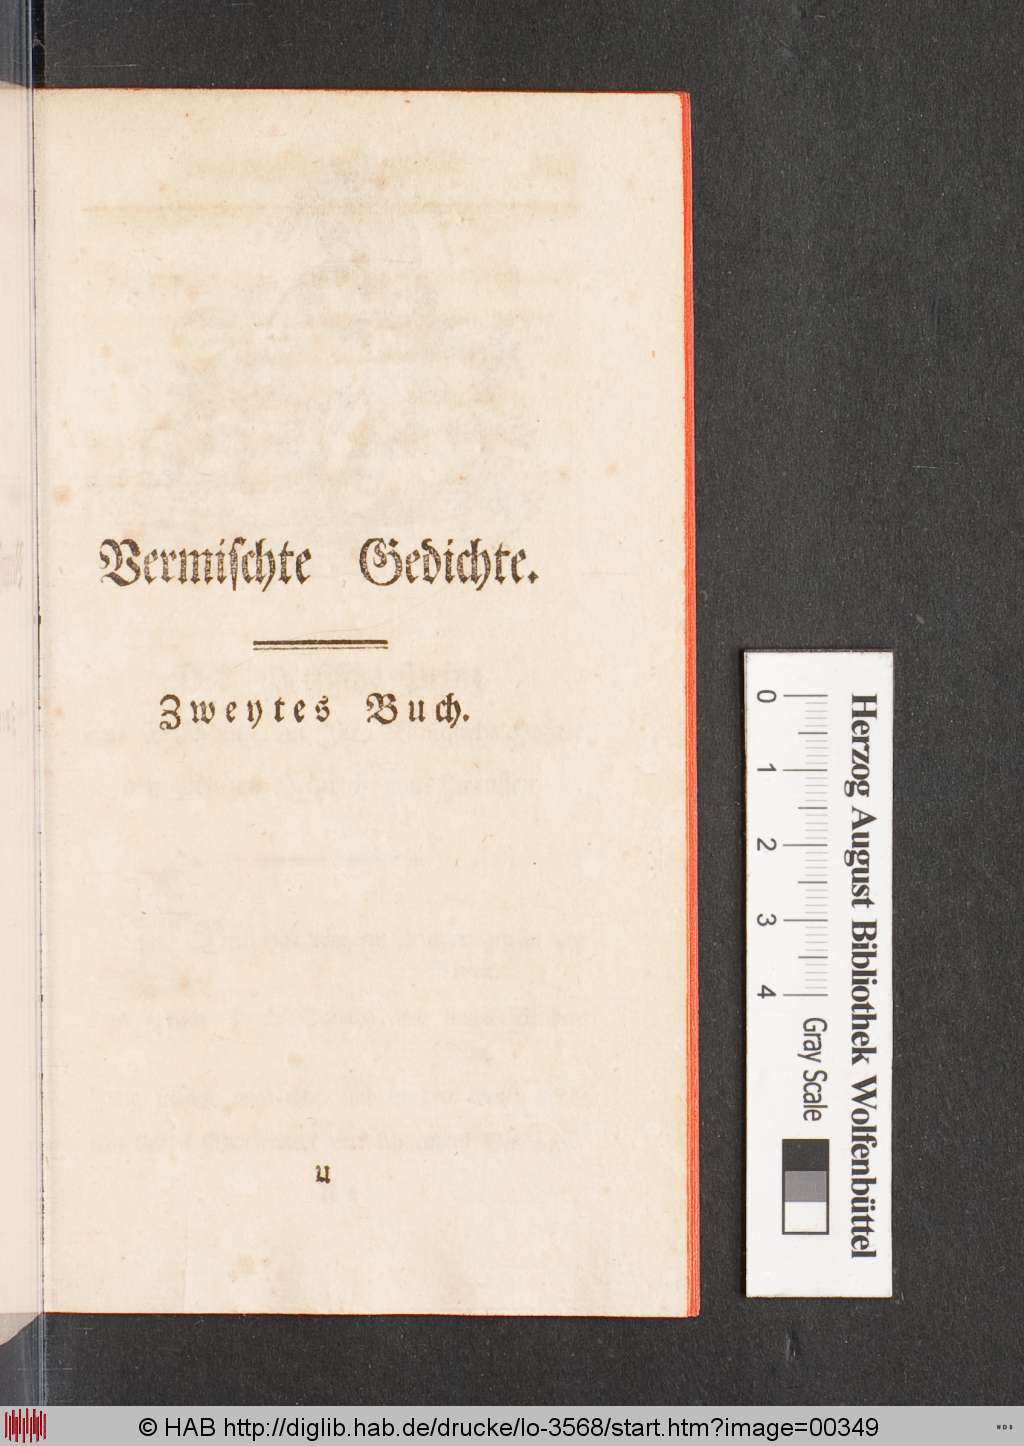 Vermiſchte Gedichte.
Zweytes Buch.
U
Herzog August Bibliothek Wolfenbüttel
0 1 2 3 4 Gray Scale
© HAB http://diglib.hab.de/drucke/lo-3568/start.htm?image=00349